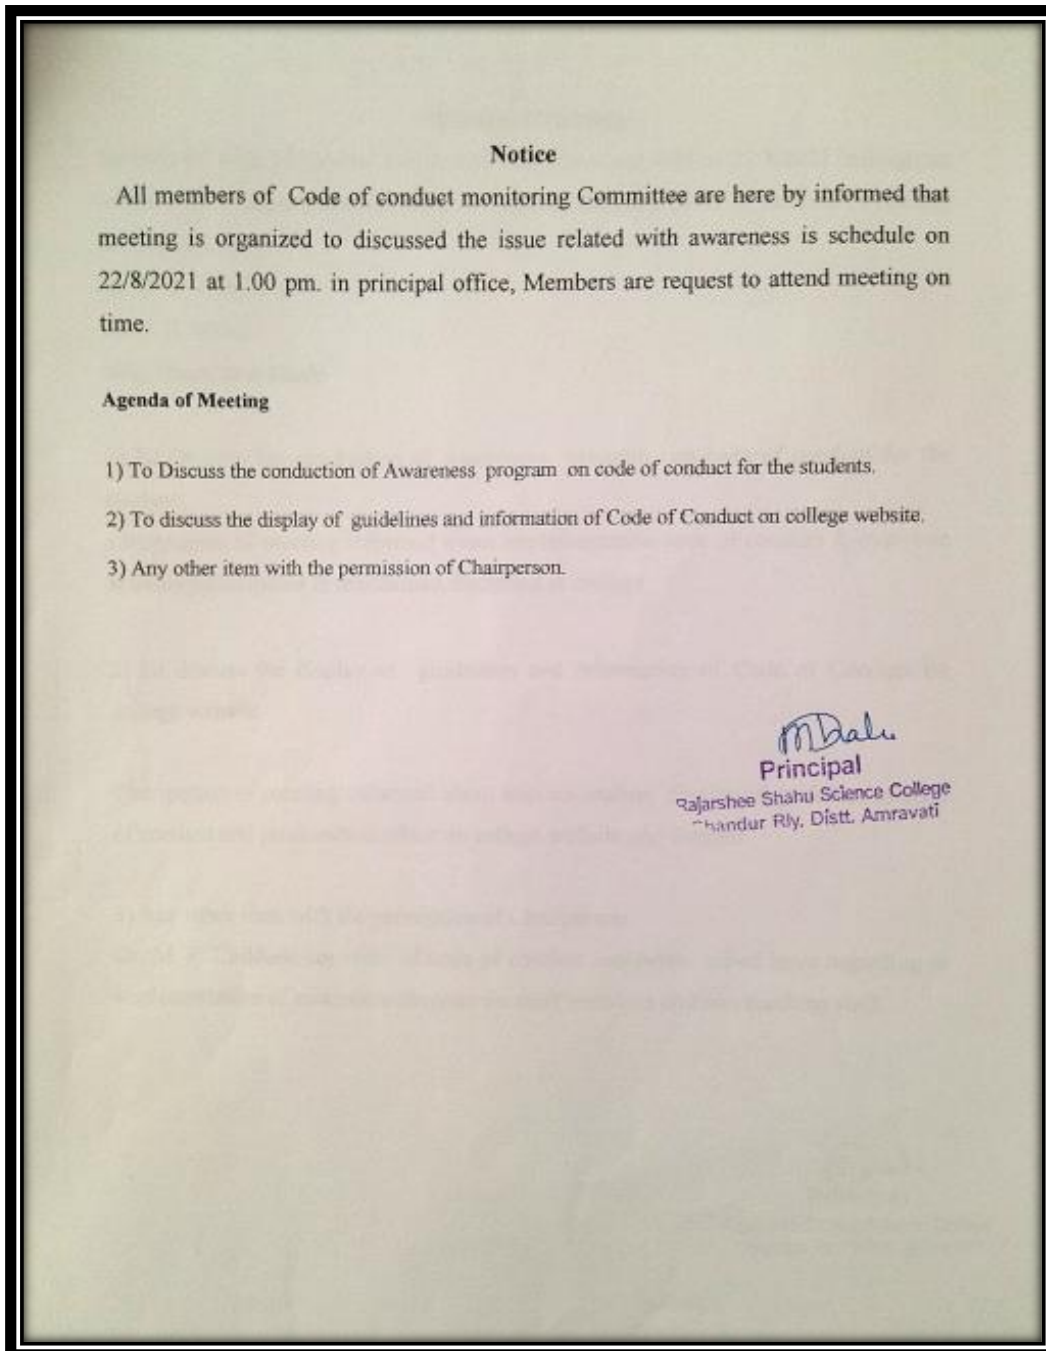 Notice
All members of Code of conduct monitoring Committee are here by informed that
meeting is organized to discussed the issue related with awareness is schedule on
22/8/2021 at 1.00 pm. in principal office, Members are request to attend meeting on
time.
Agenda of Meeting
1) To Discuss the conduction of Awareness program on code of conduct for the students.
2) To discuss the display of guidelines and information of Code of Conduct on college website.
3) Any other item with the permission of Chairperson.
Principal
Rajarshee Shahu Science College
Chandur Rly, Distt. Amravati